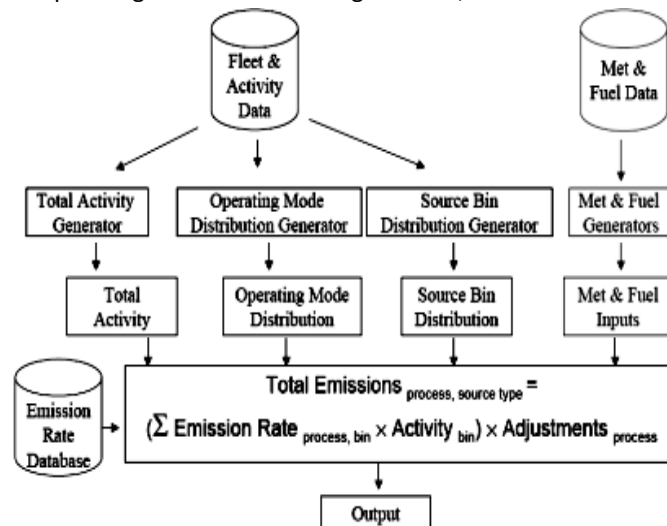 Fleet &
Activity
Data
Met &
Fuel Data
Total Activity
Generator
Operating Mode
Distribution Generator
Source Bin
Distribution Generator
Met & Fuel
Generators
Total
Activity
Operating Mode
Distribution
Source Bin
Distribution
Met & Fuel
Inputs
Emission
Rate
Database
Total Emissions process, source type =
(Σ Emission Rate process, bin × Activity bin) × Adjustments process
Output